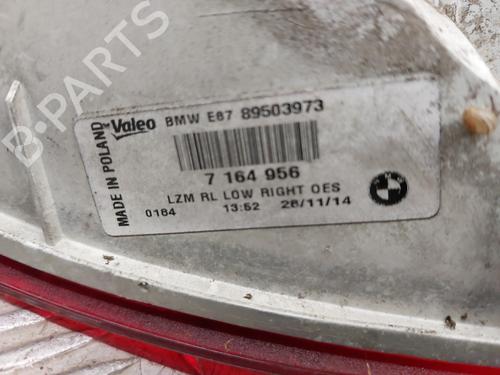 B-PARTS
MADE IN POLAND
Valeo BMW E87 89503973
7 164 956
LZM RL LOW RIGHT OES
0184 13:52 28/11/14
BMW